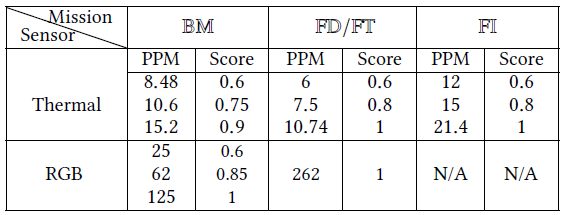 Mission 𝔹𝕄 𝔽𝔻/𝔽𝕋 𝔽𝕀
Sensor
PPM Score PPM Score PPM Score
8.48 0.6 6 0.6 12 0.6
Thermal 10.6 0.75 7.5 0.8 15 0.8
15.2 0.9 10.74 1 21.4 1
25 0.6
RGB 62 0.85 262 1 N/A N/A
125 1